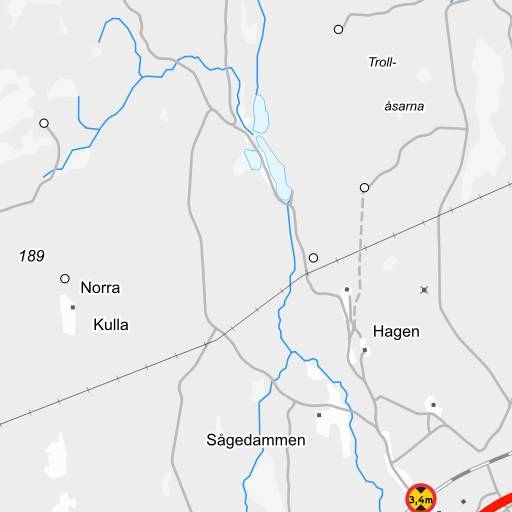 Troll-
åsarna
189
Norra
Kulla
Hagen
Sågedammen
3,4m